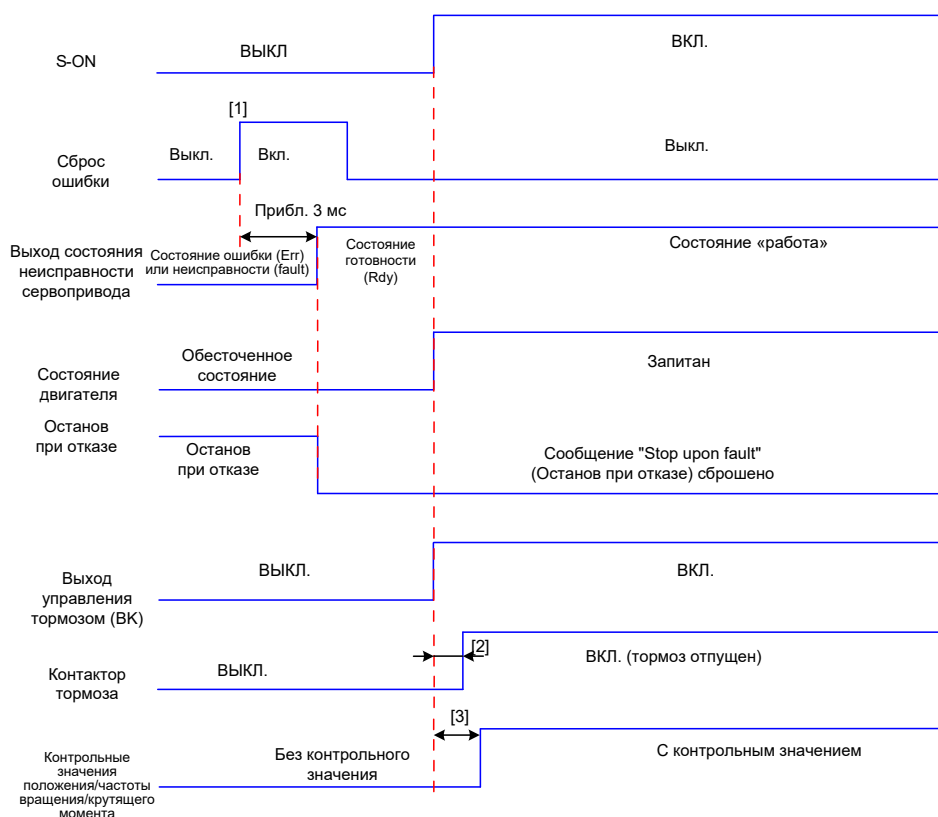 S-ON
ВЫКЛ
ВКЛ.
[1]
Сброс
ошибки
Выкл.
Вкл.
Выкл.
Прибл. 3 мс
Выход состояния
неисправности
сервопривода
Состояние ошибки (Err)
или неисправности (fault)
Состояние
готовности
(Rdy)
Состояние «работа»
Состояние
двигателя
Обесточенное
состояние
Запитан
Останов
при отказе
Останов
при отказе
Сообщение "Stop upon fault"
(Останов при отказе) сброшено
Выход
управления
тормозом (BK)
ВЫКЛ.
ВКЛ.
Контактор
тормоза
ВЫКЛ.
[2]
ВКЛ. (тормоз отпущен)
[3]
Контрольные
значения
положения/частоты
вращения/крутящего
момента
Без контрольного
значения
С контрольным значением